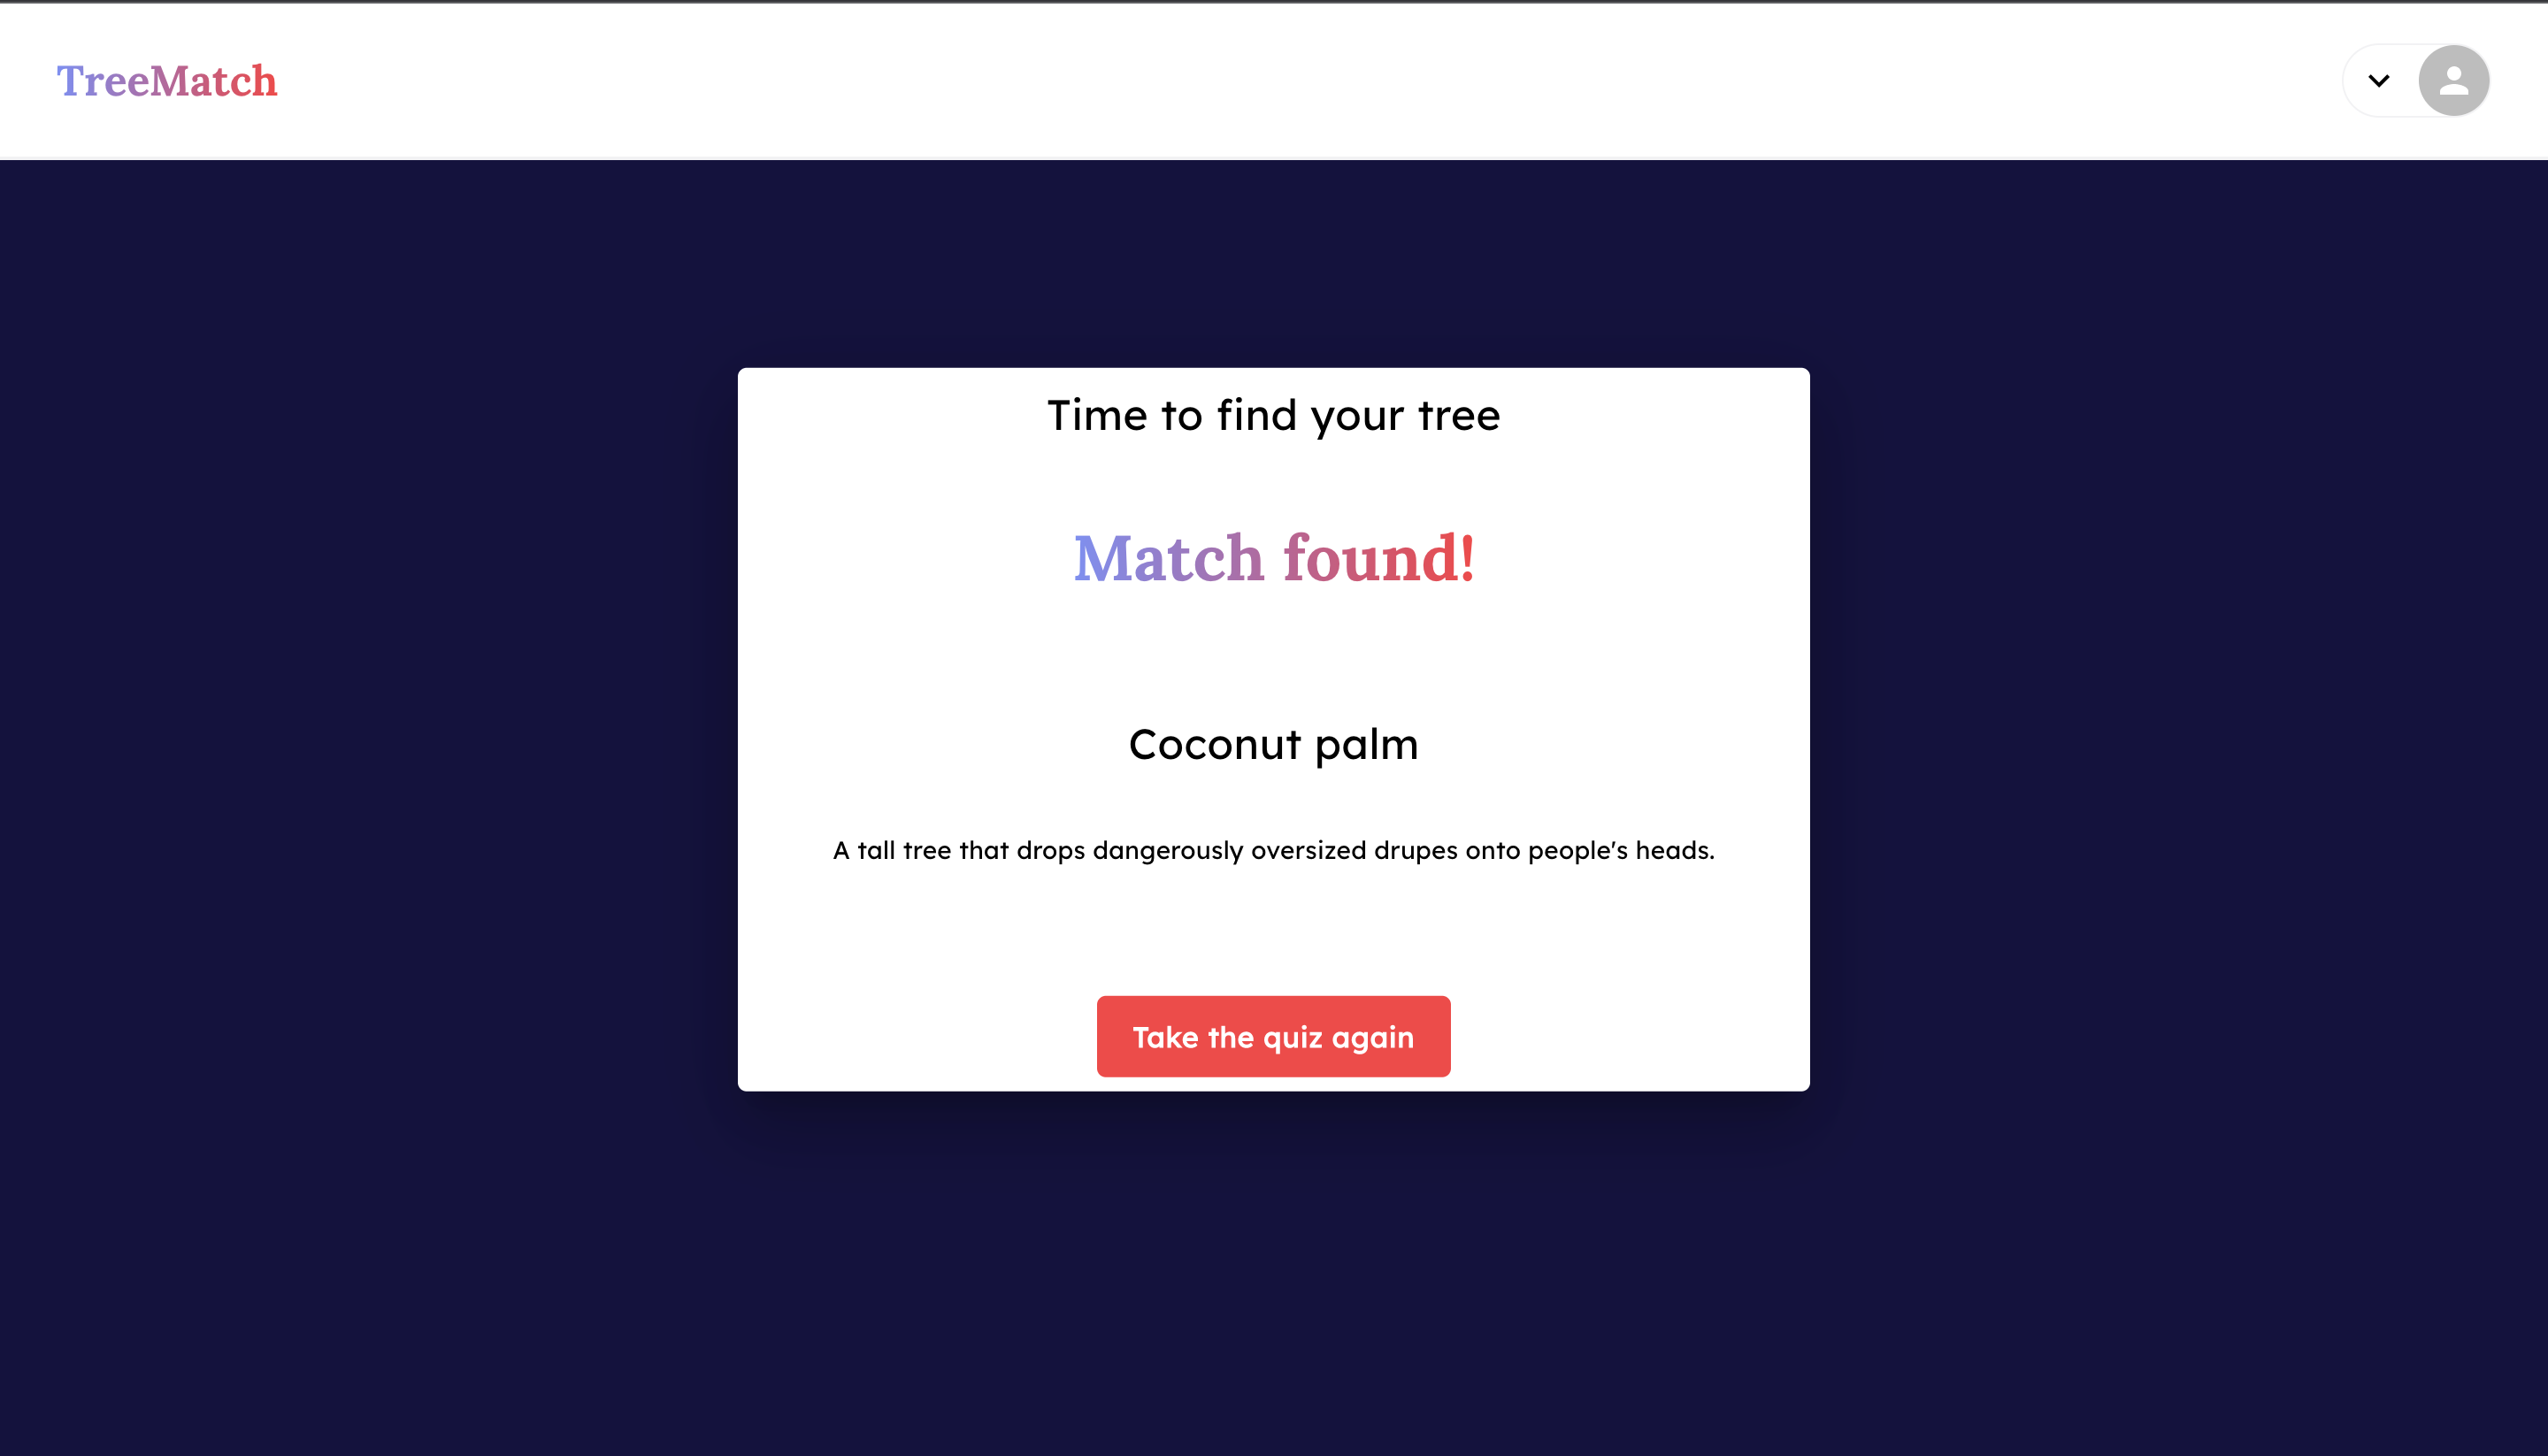 TreeMatch
Time to find your tree
Match found!
Coconut palm
A tall tree that drops dangerously oversized drupes onto people's heads.
Take the quiz again